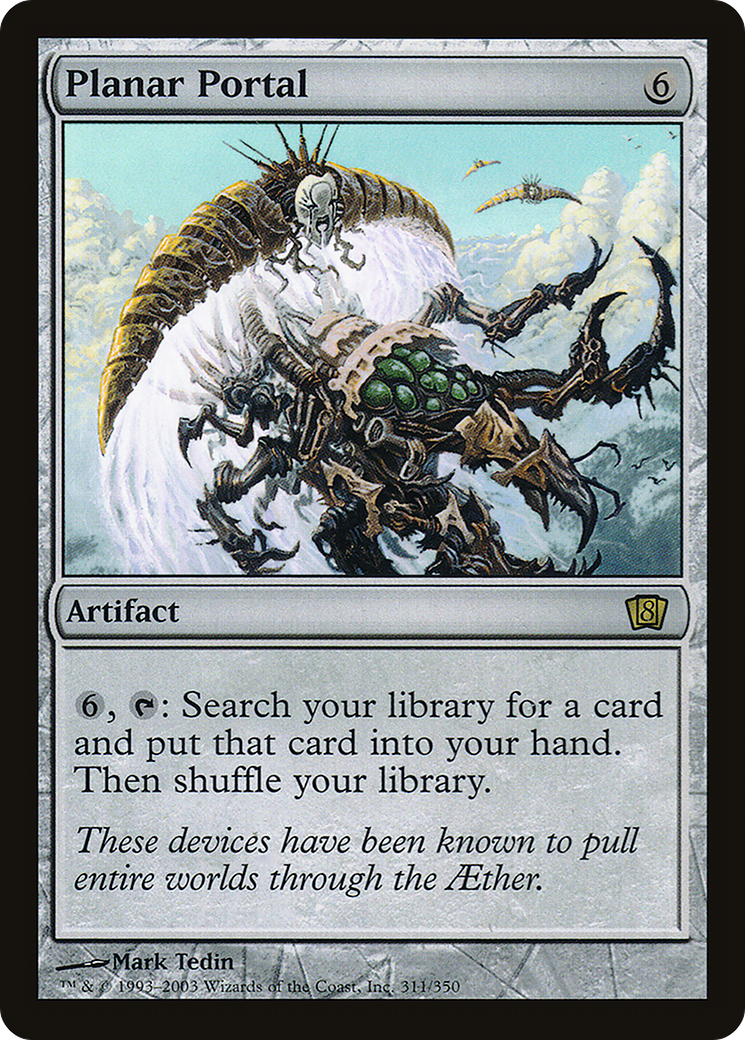 Planar Portal 6
Artifact 8
6, : Search your library for a card
and put that card into your hand.
Then shuffle your library.
These devices have been known to pull
entire worlds through the Æther.
Mark Tedin
™ & © 1993–2003 Wizards of the Coast, Inc. 311/350